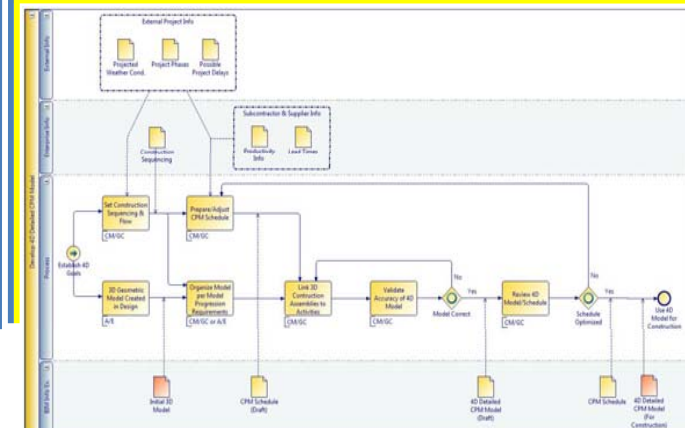 Develop 4D Detailed CPM Model
External Info
External Project Info
Projected
Weather Cond.
Project Phases
Possible
Project Delays
Enterprise Info
Construction
Sequencing
Subcontractor & Supplier Info
Productivity
Info
Lead Times
Process
Establish 4D
Goals
Set Construction
Sequencing &
Flow
CM/GC
Prepare/Adjust
CPM Schedule
CM/GC
3D Geometric
Model Created
in Design
A/E
Organize Model
per Model
Progression
Requirements
CM/GC or A/E
Link 3D
Contruction
Assemblies to
Activities
CM/GC
Validate
Accuracy of 4D
Model
CM/GC
No
Yes
Model Correct
Review 4D
Model/Schedule
CM/GC
No
Yes
Schedule
Optimized
Use 4D
Model for
Construction
BIM Info Ex.
Initial 3D
Model
CPM Schedule
(Draft)
4D Detailed
CPM Model
(Draft)
CPM Schedule
4D Detailed
CPM Model
(For
Construction)